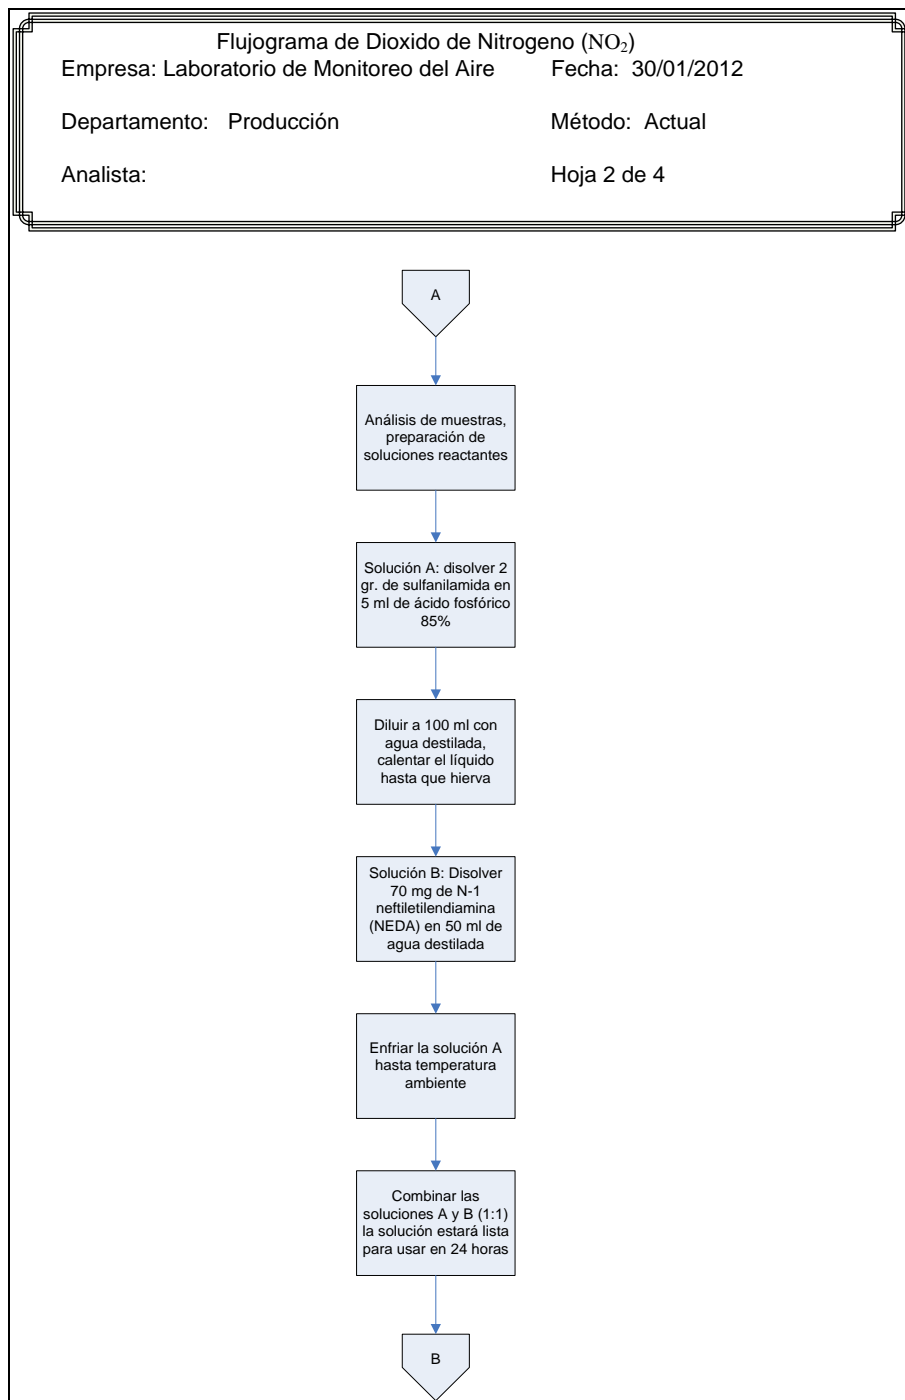 Flujograma de Dioxido de Nitrogeno (NO₂)
Empresa: Laboratorio de Monitoreo del Aire Fecha: 30/01/2012
Departamento: Producción Método: Actual
Analista: Hoja 2 de 4
A
Análisis de muestras,
preparación de
soluciones reactantes
Solución A: disolver 2
gr. de sulfanilamida en
5 ml de ácido fosfórico
85%
Diluir a 100 ml con
agua destilada,
calentar el líquido
hasta que hierva
Solución B: Disolver
70 mg de N-1
neftiletilendiamina
(NEDA) en 50 ml de
agua destilada
Enfriar la solución A
hasta temperatura
ambiente
Combinar las
soluciones A y B (1:1)
la solución estará lista
para usar en 24 horas
B